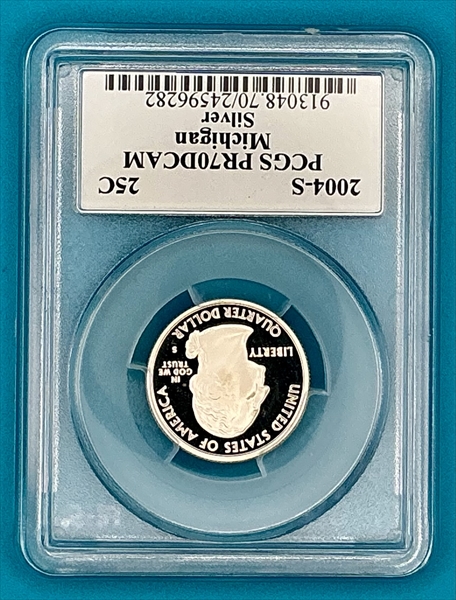 2004-S 25C
PCGS PR70DCAM
Michigan
Silver
913048.70/24596282
UNITED STATES OF AMERICA
LIBERTY
IN
GOD WE
TRUST
S
QUARTER DOLLAR